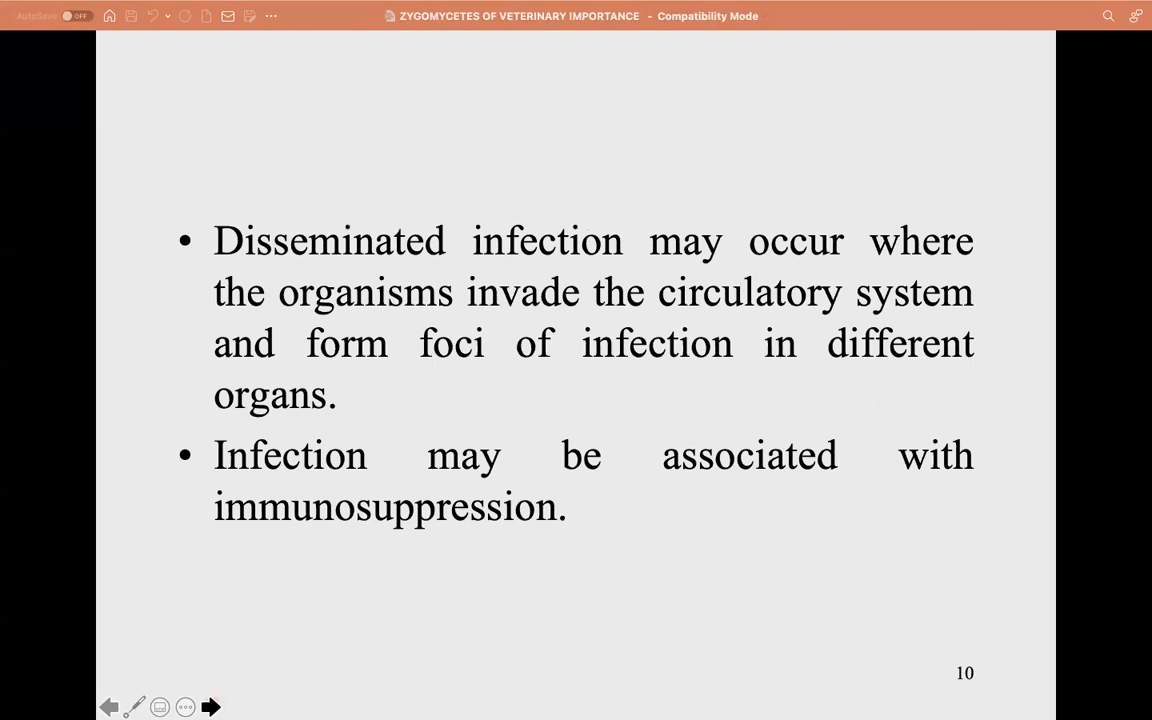 AutoSave OFF
ZYGOMYCETES OF VETERINARY IMPORTANCE - Compatibility Mode
• Disseminated infection may occur where
the organisms invade the circulatory system
and form foci of infection in different
organs.
• Infection may be associated with
immunosuppression.
10